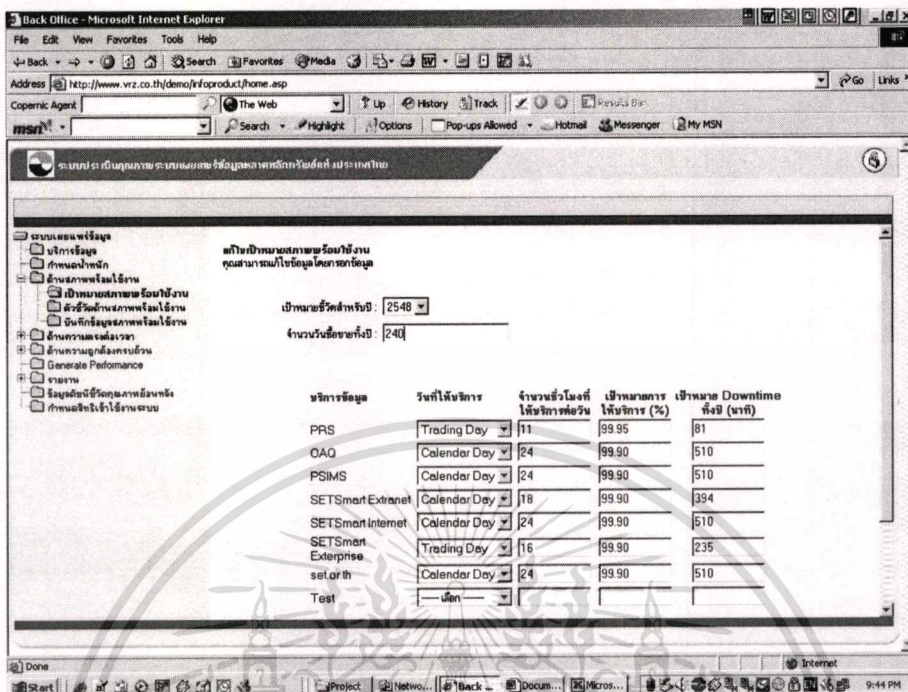 Back Office - Microsoft Internet Explorer
File Edit View Favorites Tools Help
Back Search Favorites Media
Address http://www.vrz.co.th/demo/infoproduct/home.asp Go Links
Copernic Agent The Web Up History Track Results Bar
msn Search Highlight Options Pop-ups Allowed Hotmail Messenger My MSN
ระบบประเมินคุณภาพระบบเผยแพร่ข้อมูลตลาดหลักทรัพย์แห่งประเทศไทย
ระบบเผยแพร่ข้อมูล
บริการข้อมูล
กำหนดน้ำหนัก
ด้านสภาพพร้อมใช้งาน
เป้าหมายสภาพพร้อมใช้งาน
ตัวชี้วัดด้านสภาพพร้อมใช้งาน
บันทึกข้อมูลสภาพพร้อมใช้งาน
ด้านความตรงต่อเวลา
ด้านความถูกต้องครบถ้วน
Generate Performance
รายงาน
ข้อมูลดัชนีชี้วัดคุณภาพย้อนหลัง
กำหนดสิทธิเข้าใช้งานระบบ
แก้ไขเป้าหมายสภาพพร้อมใช้งาน
คุณสามารถแก้ไขข้อมูลโดยกรอกข้อมูล
เป้าหมายชี้วัดสำหรับปี : 2548
จำนวนวันซื้อขายทั้งปี : 240
บริการข้อมูล วันที่ให้บริการ จำนวนชั่วโมงที่ให้บริการต่อวัน เป้าหมายการให้บริการ (%) เป้าหมาย Downtime ทั้งปี (นาที)
PRS Trading Day 11 99.95 81
OAQ Calendar Day 24 99.90 510
PSIMS Calendar Day 24 99.90 510
SETSmart Extranet Calendar Day 18 99.90 394
SETSmart Internet Calendar Day 24 99.90 510
SETSmart Exterprise Trading Day 16 99.90 235
set.or.th Calendar Day 24 99.90 510
Test --- เลือก ---
Done Internet
Start Project Netwo... Back ... Docum... Micros... 9:44 PM